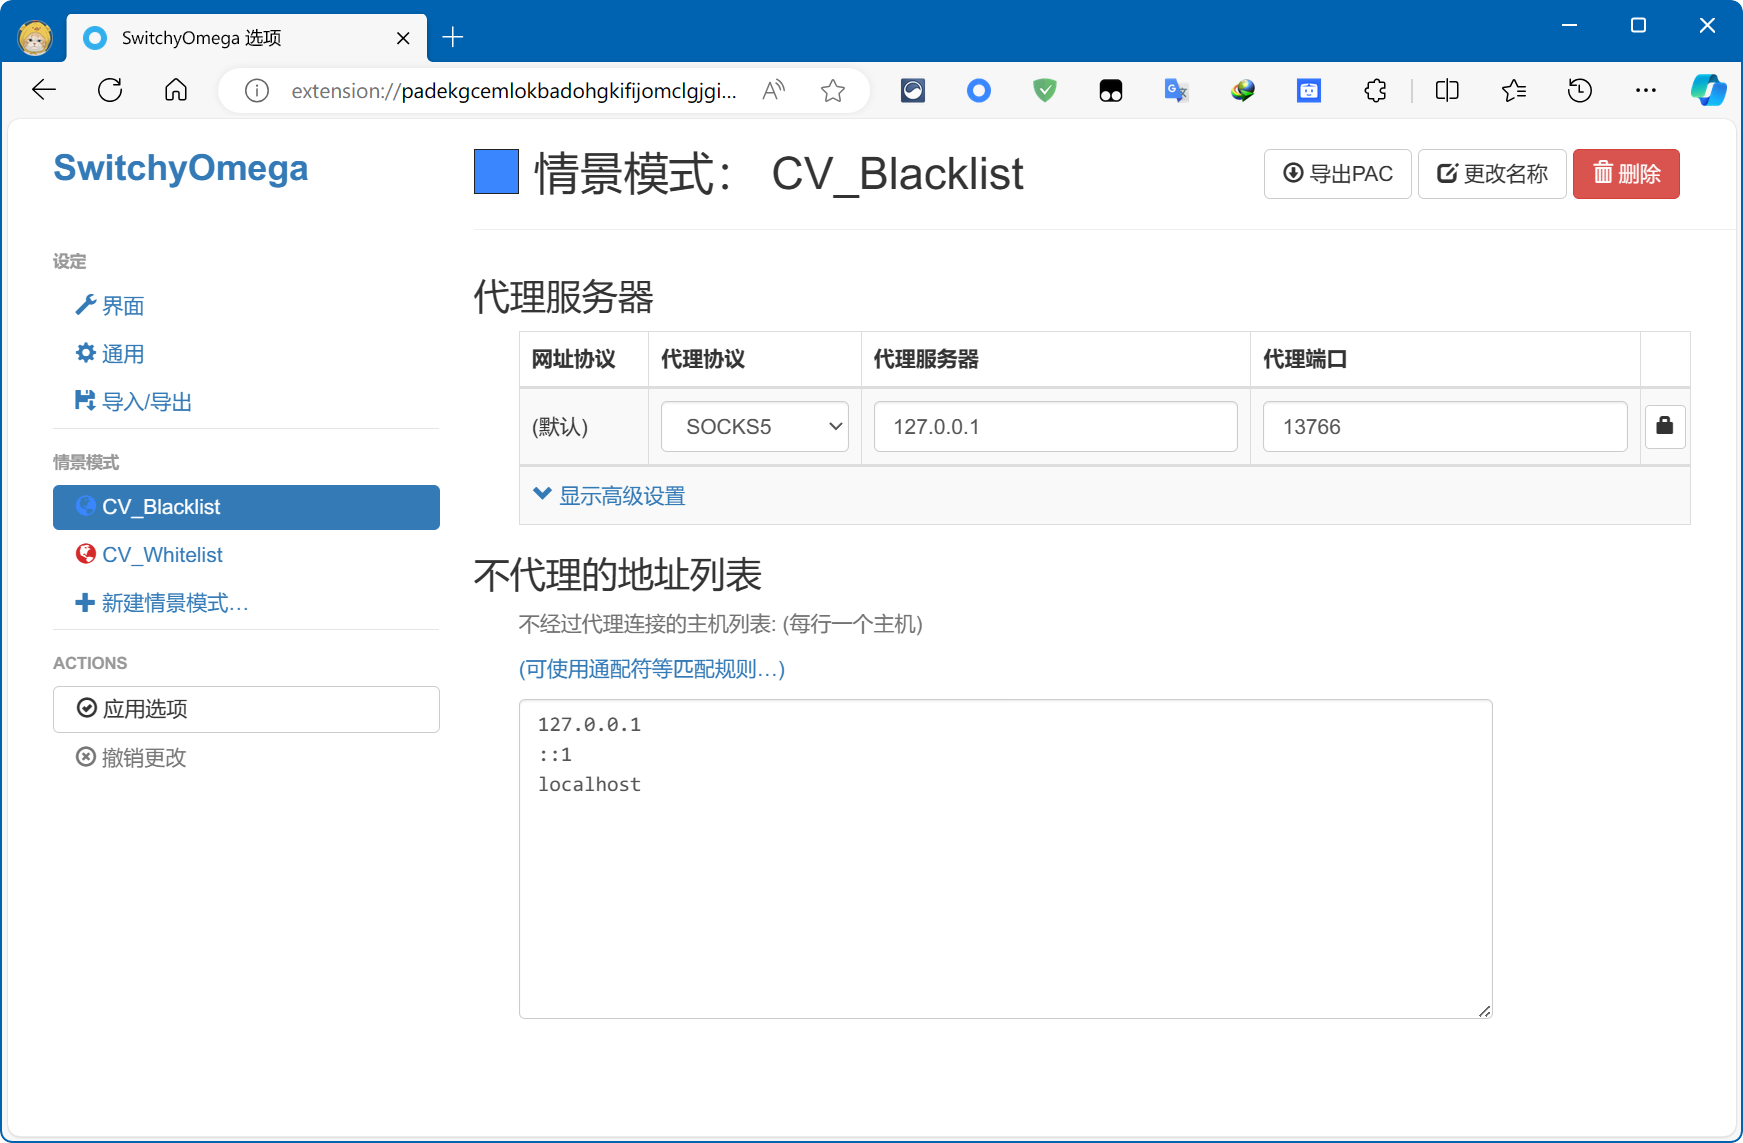 SwitchyOmega 选项
extension://padekgcemlokbadohgkifijomclgjgi...
SwitchyOmega
情景模式： CV_Blacklist
导出PAC
更改名称
删除
设定
界面
通用
导入/导出
情景模式
CV_Blacklist
CV_Whitelist
新建情景模式...
ACTIONS
应用选项
撤销更改
代理服务器
网址协议 代理协议 代理服务器 代理端口
(默认) SOCKS5 127.0.0.1 13766
显示高级设置
不代理的地址列表
不经过代理连接的主机列表: (每行一个主机)
(可使用通配符等匹配规则...)
127.0.0.1
::1
localhost